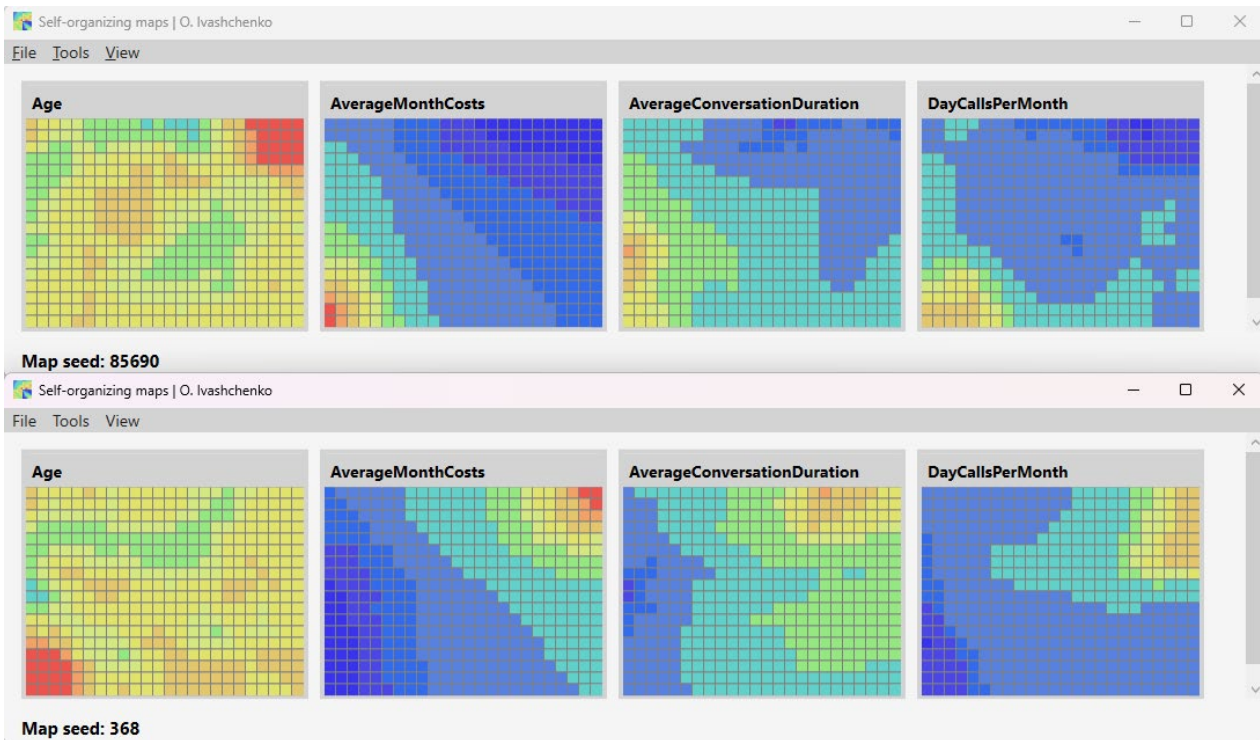 Self-organizing maps | O. Ivashchenko
File Tools View
Age AverageMonthCosts AverageConversationDuration DayCallsPerMonth
Map seed: 85690
Self-organizing maps | O. Ivashchenko
File Tools View
Age AverageMonthCosts AverageConversationDuration DayCallsPerMonth
Map seed: 368